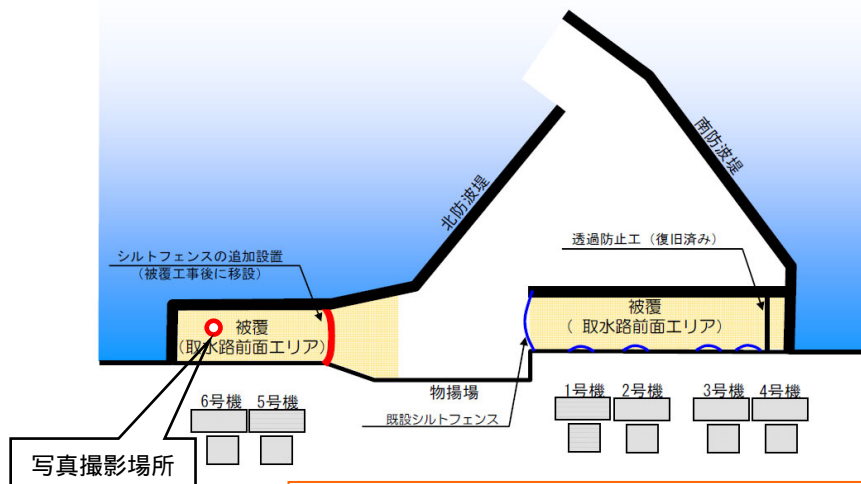 北防波堤
南防波堤
シルトフェンスの追加設置
（被覆工事後に移設）
透過防止工（復旧済み）
被覆
（取水路前面エリア）
被覆
（ 取水路前面エリア）
物揚場
既設シルトフェンス
6号機 5号機
1号機 2号機 3号機 4号機
写真撮影場所